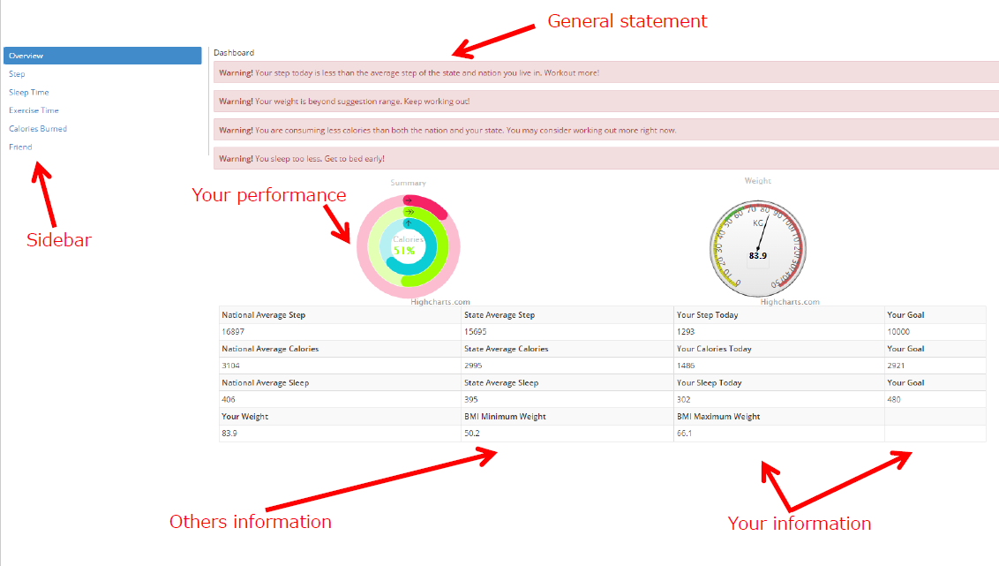 General statement
Overview
Step
Sleep Time
Exercise Time
Calories Burned
Friend
Sidebar
Dashboard
Warning! Your step today is less than the average step of the state and nation you live in. Workout more!
Warning! Your weight is beyond suggestion range. Keep working out!
Warning! You are consuming less calories than both the nation and your state. You may consider working out more right now.
Warning! You sleep too less. Get to bed early!
Your performance
Summary
Calories
51%
Highcharts.com
Weight
0 10 20 30 40 50 60 70 80 90 100 110 120 130 140 150
KG
83.9
Highcharts.com
National Average Step State Average Step Your Step Today Your Goal
16897 15695 1293 10000
National Average Calories State Average Calories Your Calories Today Your Goal
3104 2995 1486 2921
National Average Sleep State Average Sleep Your Sleep Today Your Goal
406 395 302 480
Your Weight BMI Minimum Weight BMI Maximum Weight
83.9 50.2 66.1
Others information
Your information